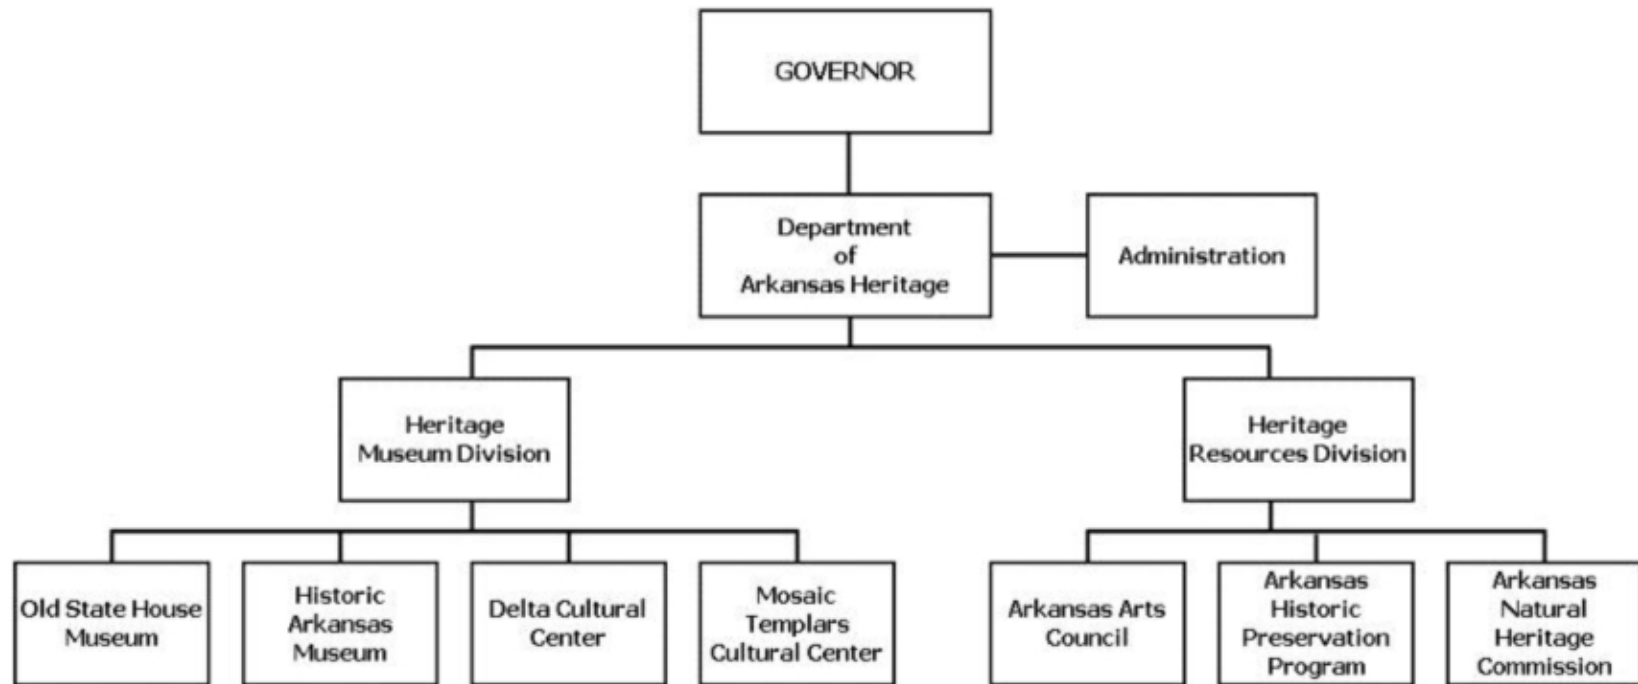 GOVERNOR
Department
of
Arkansas Heritage
Administration
Heritage
Museum Division
Heritage
Resources Division
Old State House
Museum
Historic
Arkansas
Museum
Delta Cultural
Center
Mosaic
Templars
Cultural Center
Arkansas Arts
Council
Arkansas
Historic
Preservation
Program
Arkansas
Natural
Heritage
Commission